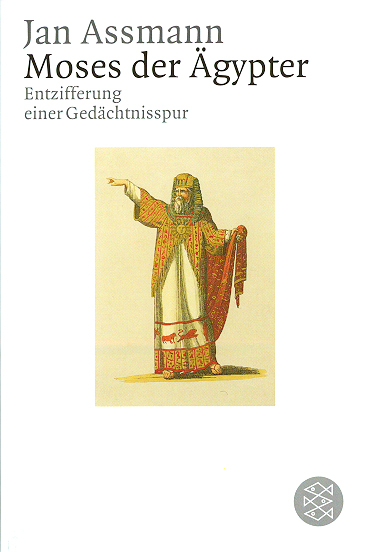 Jan Assmann
Moses der Ägypter
Entzifferung
einer Gedächtnisspur